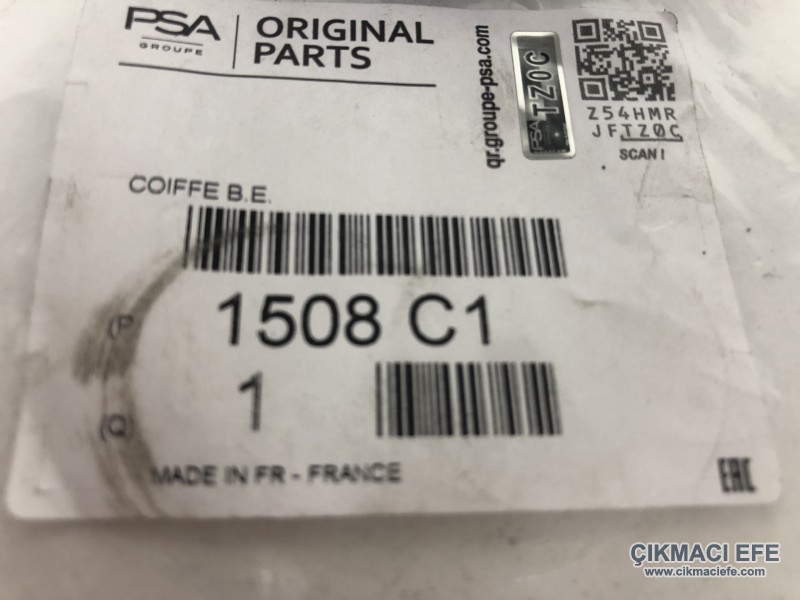 PSA
GROUPE
ORIGINAL
PARTS
qr.groupe-psa.com
PSA TZ0C
Z54HMR
JFTZ0C
SCAN!
COIFFE B.E.
(P
1508 C1
(Q)
1
MADE IN FR - FRANCE
EAC
ÇIKMACI EFE
www.cikmaciefe.com